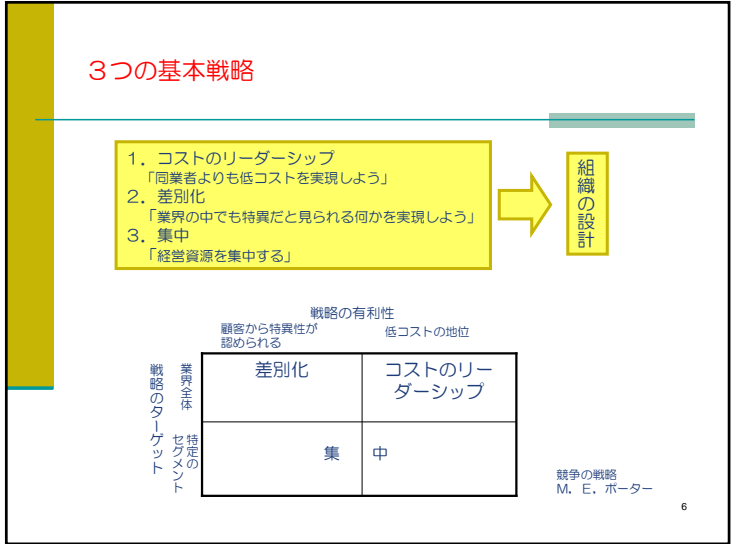 ３つの基本戦略
１．コストのリーダーシップ
「同業者よりも低コストを実現しよう」
２．差別化
「業界の中でも特異だと見られる何かを実現しよう」
３．集中
「経営資源を集中する」
組織の設計
戦略の有利性
顧客から特異性が
認められる
低コストの地位
戦略のターゲット
業界全体
差別化
コストのリー
ダーシップ
特定の
セグメント
集　中
競争の戦略
Ｍ．Ｅ．ポーター
6